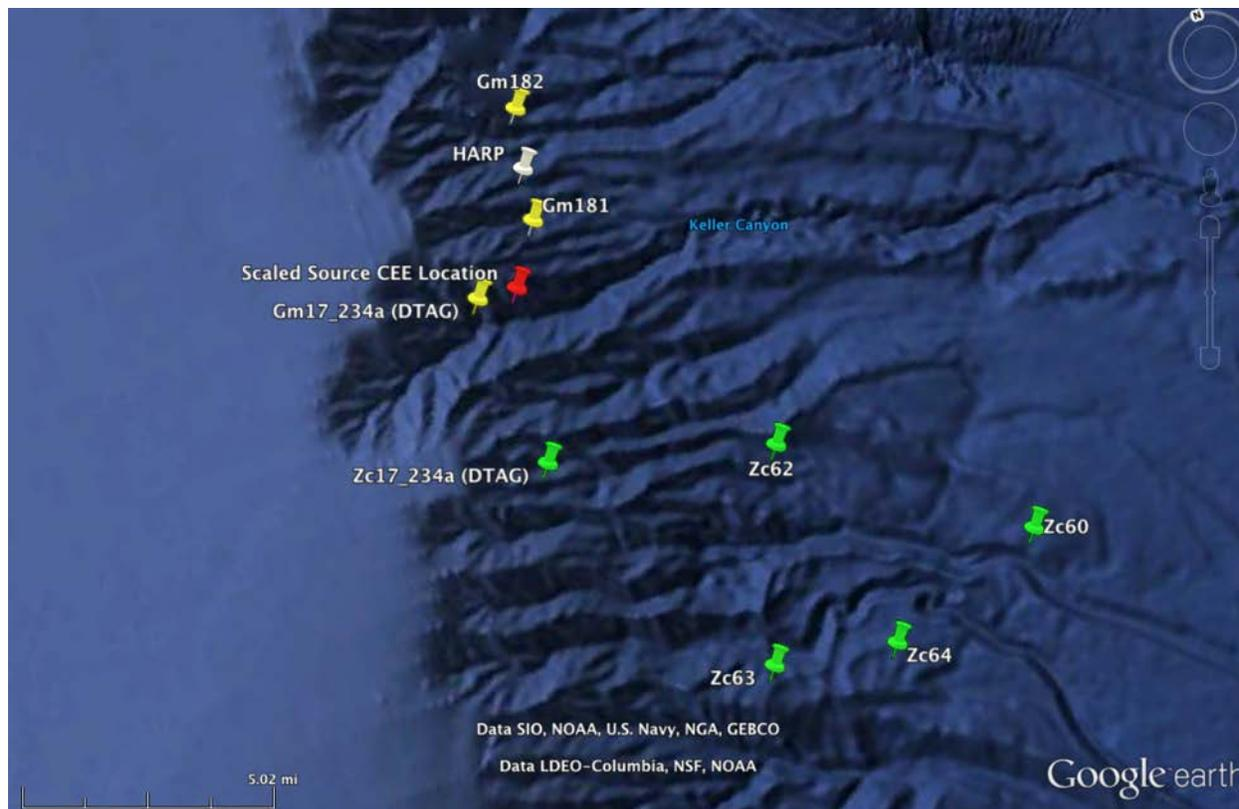 N
Gm182
HARP
Gm181
Keller Canyon
Scaled Source CEE Location
Gm17_234a (DTAG)
Zc17_234a (DTAG)
Zc62
Zc60
Zc64
Zc63
Data SIO, NOAA, U.S. Navy, NGA, GEBCO
Data LDEO-Columbia, NSF, NOAA
5.02 mi
Google earth